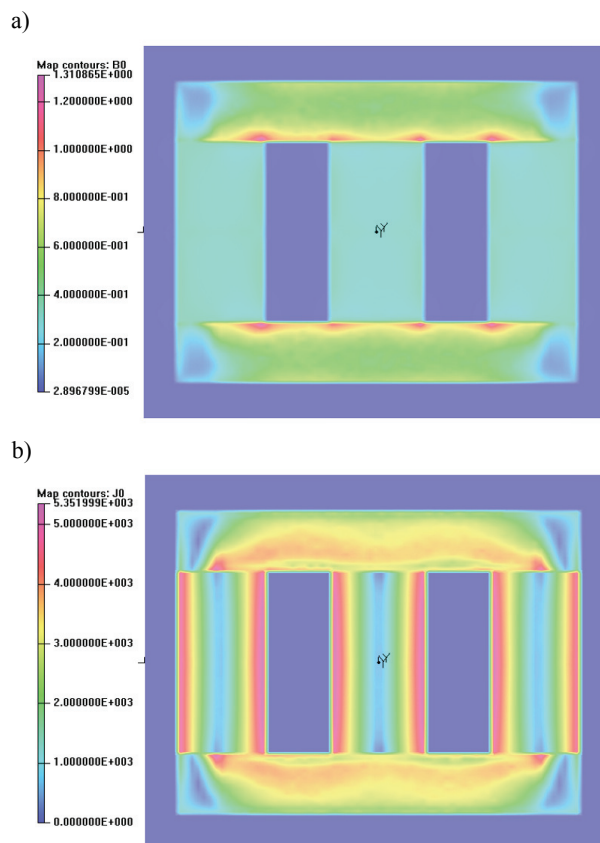 a)
Map contours: B0
1.310865E+000
1.200000E+000
1.000000E+000
8.000000E-001
6.000000E-001
4.000000E-001
2.000000E-001
2.896799E-005
Y
b)
Map contours: J0
5.351999E+003
5.000000E+003
4.000000E+003
3.000000E+003
2.000000E+003
1.000000E+003
0.000000E+000
Y